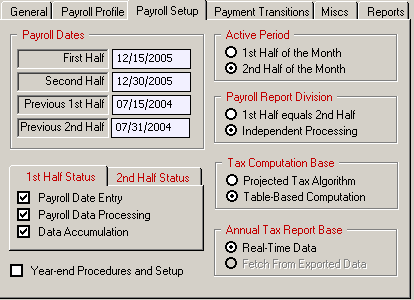 General Payroll Profile Payroll Setup Payment Transitions Miscs Reports
Payroll Dates
First Half 12/15/2005
Second Half 12/30/2005
Previous 1st Half 07/15/2004
Previous 2nd Half 07/31/2004
1st Half Status 2nd Half Status
Payroll Date Entry
Payroll Data Processing
Data Accumulation
Year-end Procedures and Setup
Active Period
1st Half of the Month
2nd Half of the Month
Payroll Report Division
1st Half equals 2nd Half
Independent Processing
Tax Computation Base
Projected Tax Algorithm
Table-Based Computation
Annual Tax Report Base
Real-Time Data
Fetch From Exported Data